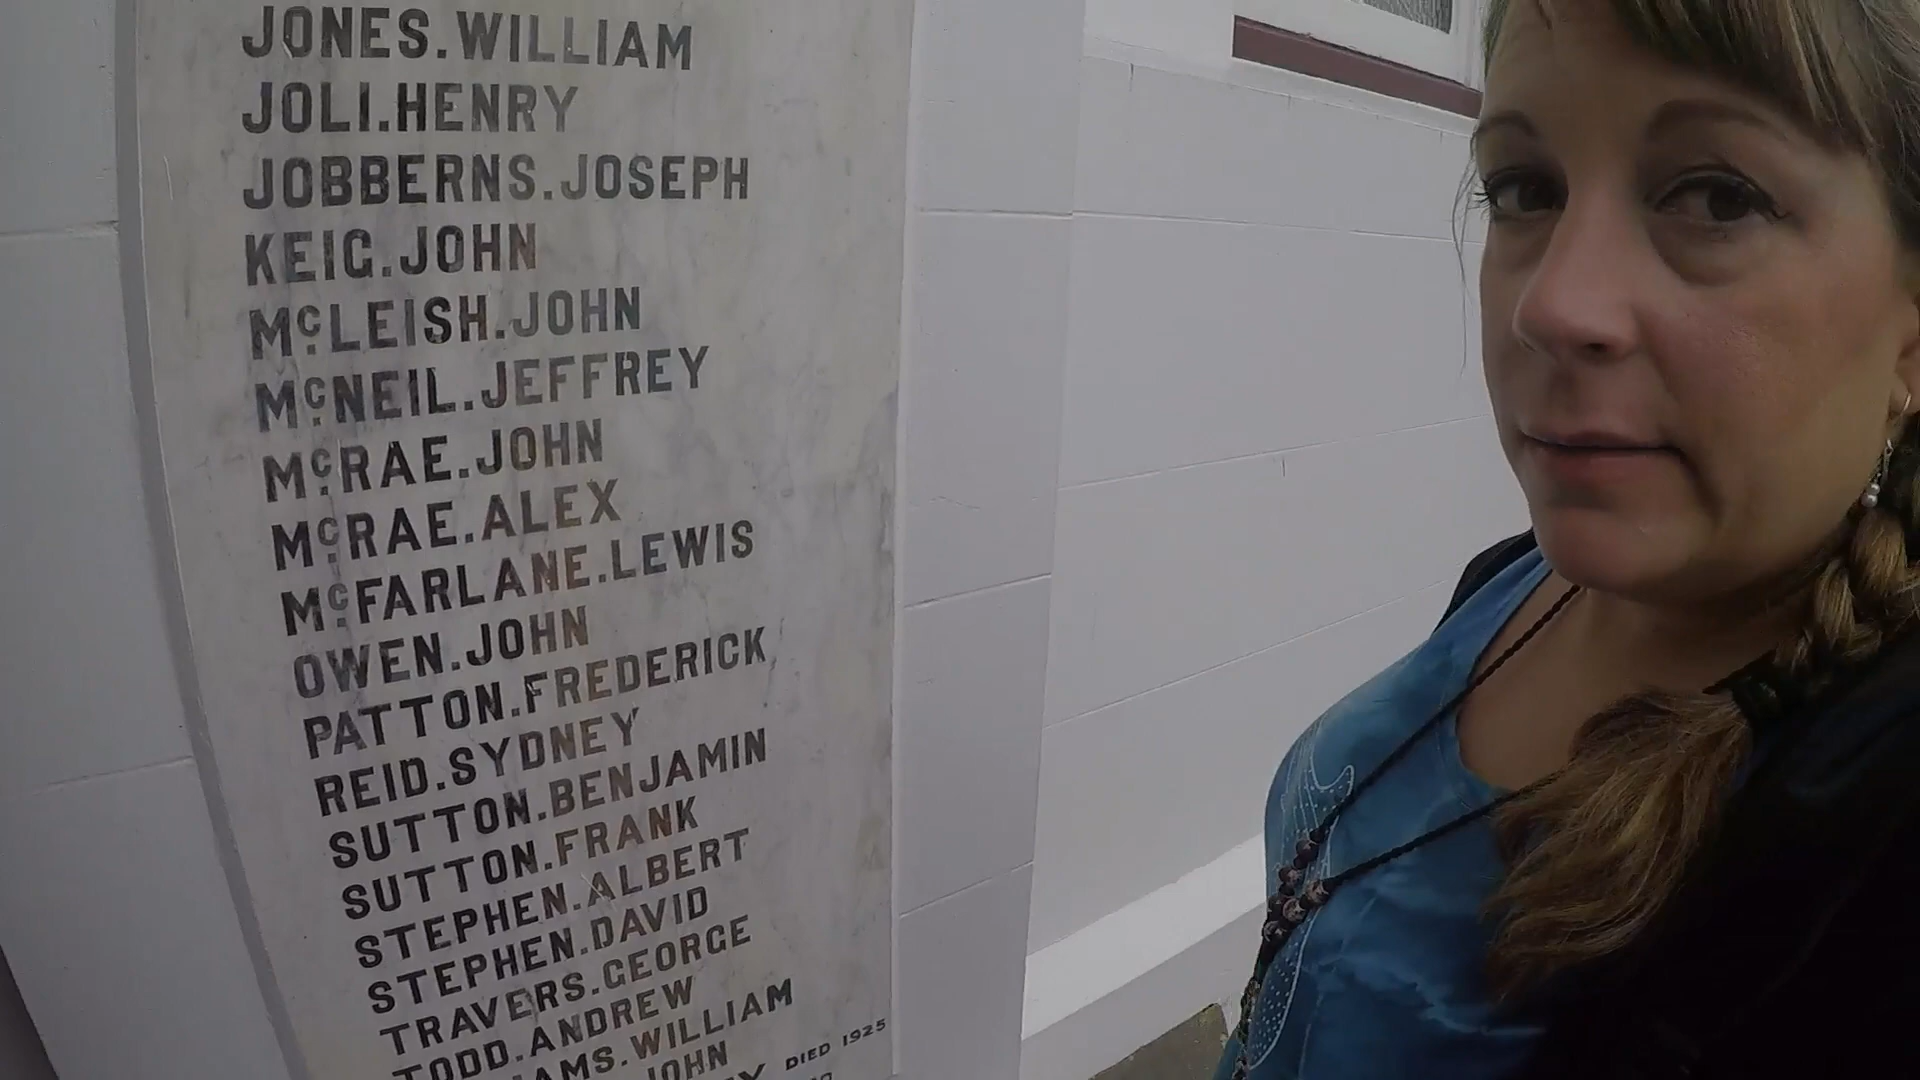 JONES.WILLIAM
JOLI.HENRY
JOBBERNS.JOSEPH
KEIG.JOHN
McLEISH.JOHN
McNEIL.JEFFREY
McRAE.JOHN
McRAE.ALEX
McFARLANE.LEWIS
OWEN.JOHN
PATTON.FREDERICK
REID.SYDNEY
SUTTON.BENJAMIN
SUTTON.FRANK
STEPHEN.ALBERT
STEPHEN.DAVID
TRAVERS.GEORGE
TODD.ANDREW
WILLIAM
JOHN
DIED 1925